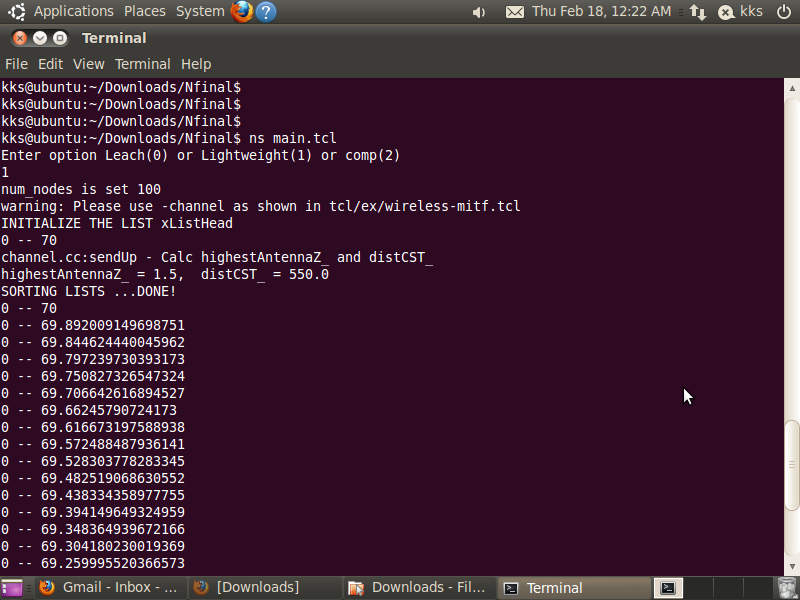 Applications Places System ? Thu Feb 18, 12:22 AM kks
Terminal
File Edit View Terminal Help
kks@ubuntu:~/Downloads/Nfinal$
kks@ubuntu:~/Downloads/Nfinal$
kks@ubuntu:~/Downloads/Nfinal$
kks@ubuntu:~/Downloads/Nfinal$ ns main.tcl
Enter option Leach(0) or Lightweight(1) or comp(2)
1
num_nodes is set 100
warning: Please use -channel as shown in tcl/ex/wireless-mitf.tcl
INITIALIZE THE LIST xListHead
0 -- 70
channel.cc:sendUp - Calc highestAntennaZ_ and distCST_
highestAntennaZ_ = 1.5,  distCST_ = 550.0
SORTING LISTS ...DONE!
0 -- 70
0 -- 69.892009149698751
0 -- 69.844624440045962
0 -- 69.797239730393173
0 -- 69.750827326547324
0 -- 69.706642616894527
0 -- 69.66245790724173
0 -- 69.616673197588938
0 -- 69.572488487936141
0 -- 69.528303778283345
0 -- 69.482519068630552
0 -- 69.438334358977755
0 -- 69.394149649324959
0 -- 69.348364939672166
0 -- 69.304180230019369
0 -- 69.259995520366573
Gmail - Inbox - ... [Downloads] Downloads - Fil... Terminal